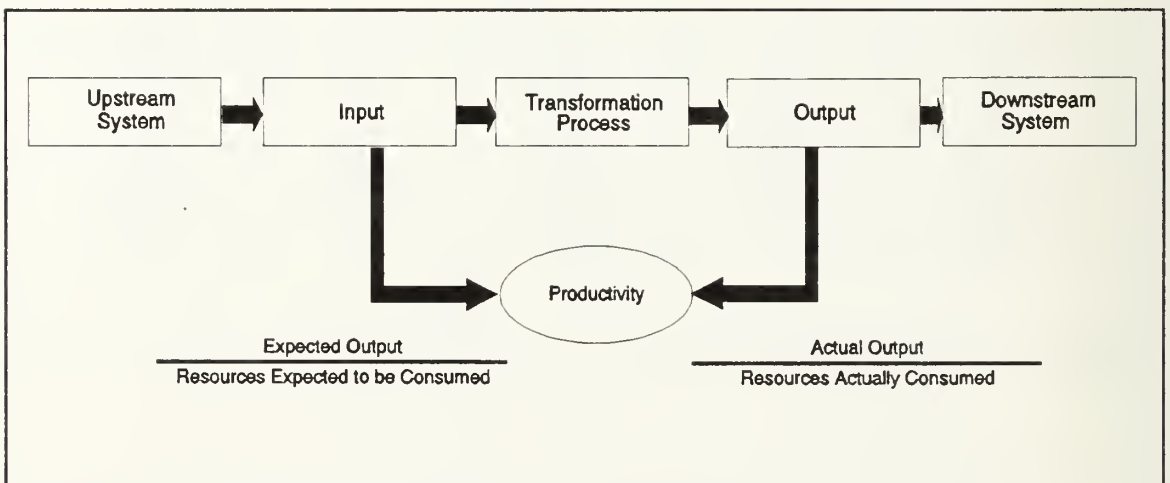 Upstream
System
Input
Transformation
Process
Output
Downstream
System
Productivity
Expected Output
Resources Expected to be Consumed
Actual Output
Resources Actually Consumed